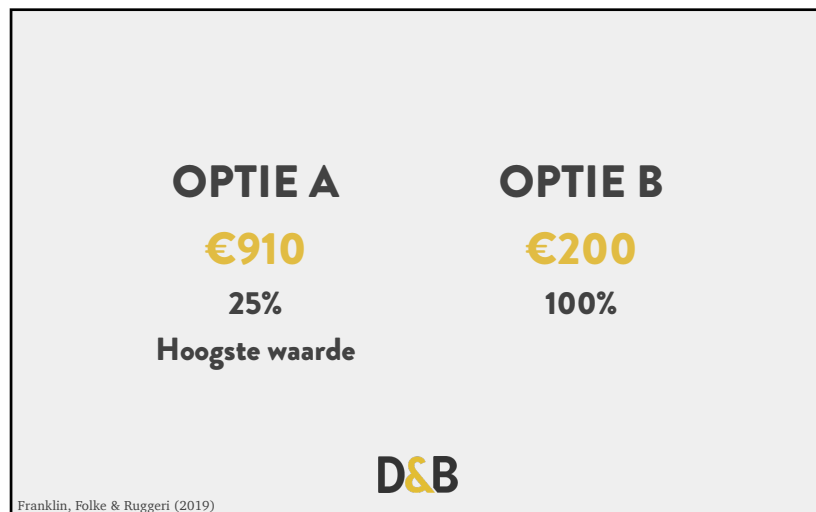 OPTIE A
€910
25%
Hoogste waarde
OPTIE B
€200
100%
D&B
Franklin, Folke & Ruggeri (2019)